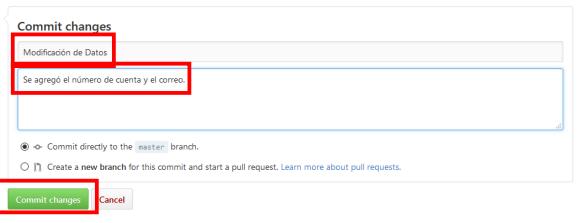 Commit changes
Modificación de Datos
Se agregó el número de cuenta y el correo.
Commit directly to the master branch.
Create a new branch for this commit and start a pull request. Learn more about pull requests.
Commit changes Cancel